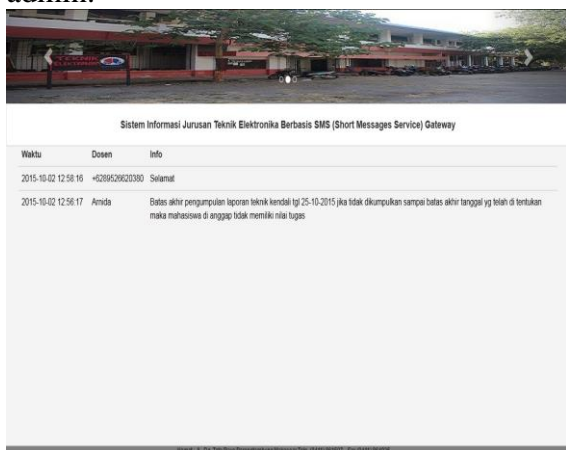 admin.
TEKNIK
ELEKTRONIKA
Sistem Informasi Jurusan Teknik Elektronika Berbasis SMS (Short Messages Service) Gateway
Waktu Dosen Info
2015-10-02 12:58:16 +6289526620380 Selamat
2015-10-02 12:56:17 Arnida Batas akhir pengumpulan laporan teknik kendali tgl 25-10-2015 jika tidak dikumpulkan sampai batas akhir tanggal yg telah di tentukan
maka mahasiswa di anggap tidak memiliki nilai tugas